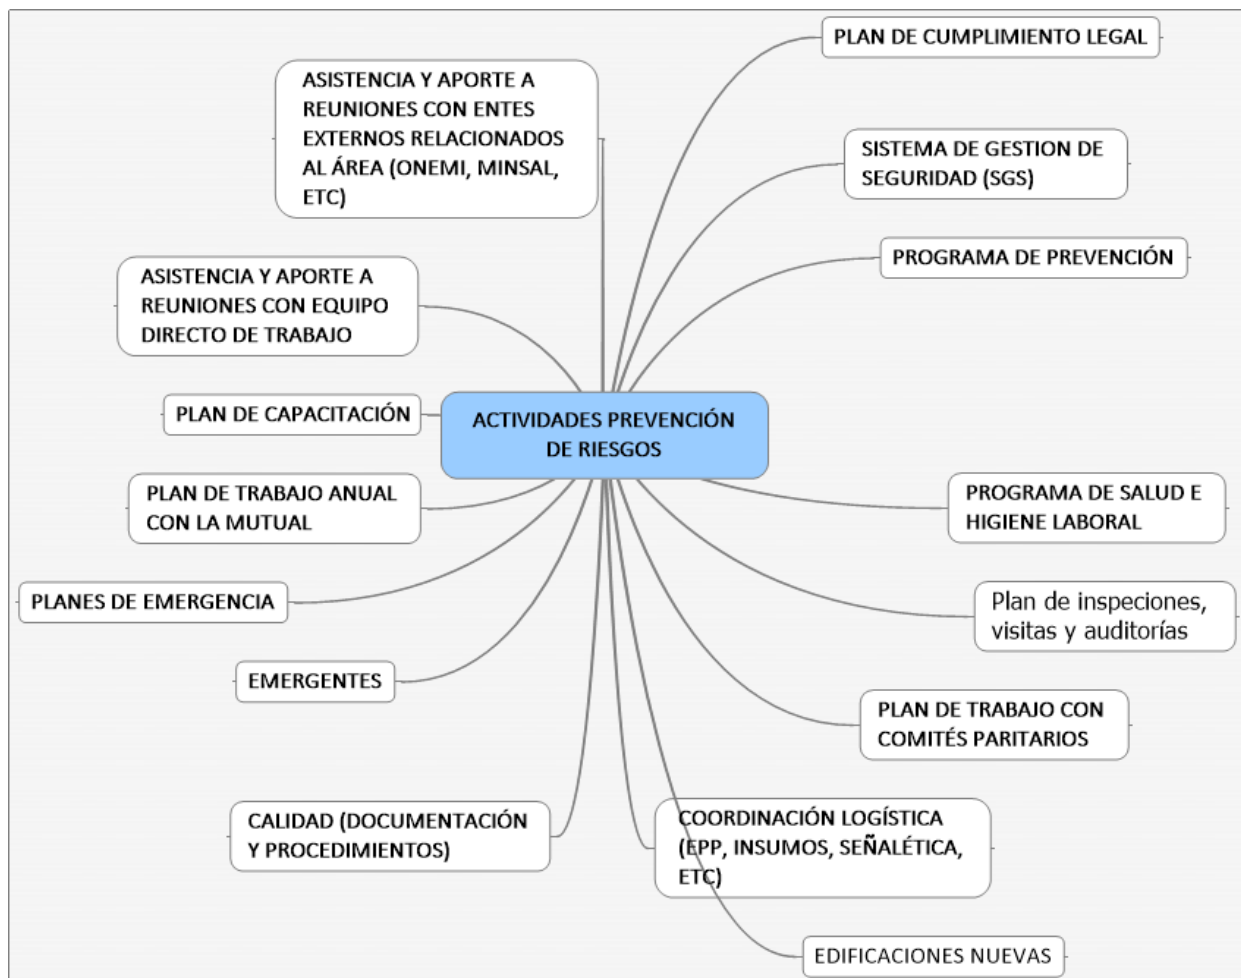 PLAN DE CUMPLIMIENTO LEGAL
ASISTENCIA Y APORTE A
REUNIONES CON ENTES
EXTERNOS RELACIONADOS
AL ÁREA (ONEMI, MINSAL,
ETC)
SISTEMA DE GESTION DE
SEGURIDAD (SGS)
PROGRAMA DE PREVENCIÓN
ASISTENCIA Y APORTE A
REUNIONES CON EQUIPO
DIRECTO DE TRABAJO
PLAN DE CAPACITACIÓN
ACTIVIDADES PREVENCIÓN
DE RIESGOS
PLAN DE TRABAJO ANUAL
CON LA MUTUAL
PROGRAMA DE SALUD E
HIGIENE LABORAL
PLANES DE EMERGENCIA
Plan de inspeciones,
visitas y auditorías
EMERGENTES
PLAN DE TRABAJO CON
COMITÉS PARITARIOS
CALIDAD (DOCUMENTACIÓN
Y PROCEDIMIENTOS)
COORDINACIÓN LOGÍSTICA
(EPP, INSUMOS, SEÑALÉTICA,
ETC)
EDIFICACIONES NUEVAS